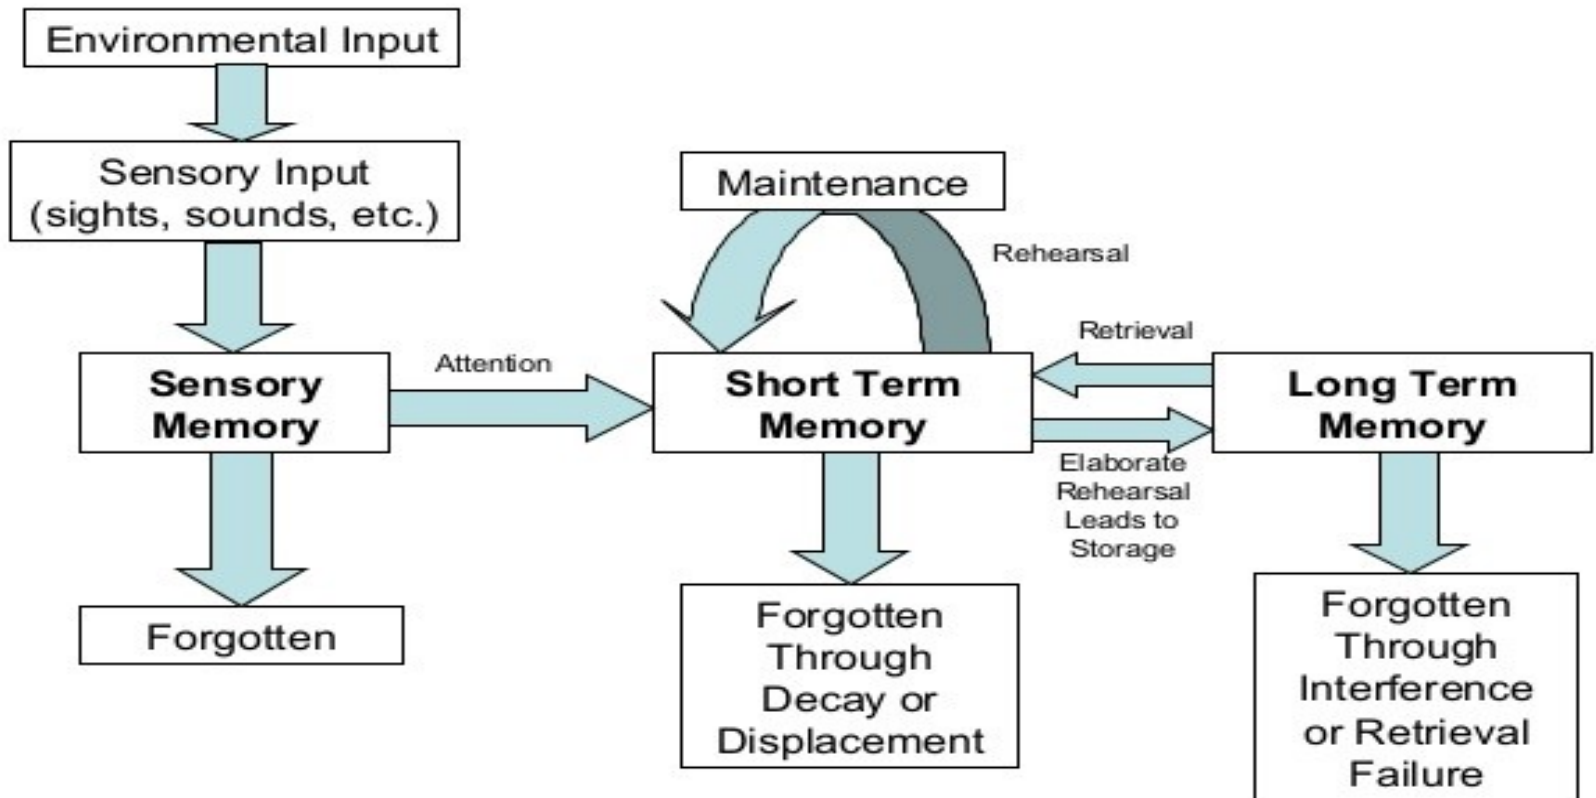 Environmental Input
Sensory Input
(sights, sounds, etc.)
Maintenance
Rehearsal
Sensory
Memory
Attention
Short Term
Memory
Retrieval
Elaborate
Rehearsal
Leads to
Storage
Long Term
Memory
Forgotten
Forgotten
Through
Decay or
Displacement
Forgotten
Through
Interference
or Retrieval
Failure